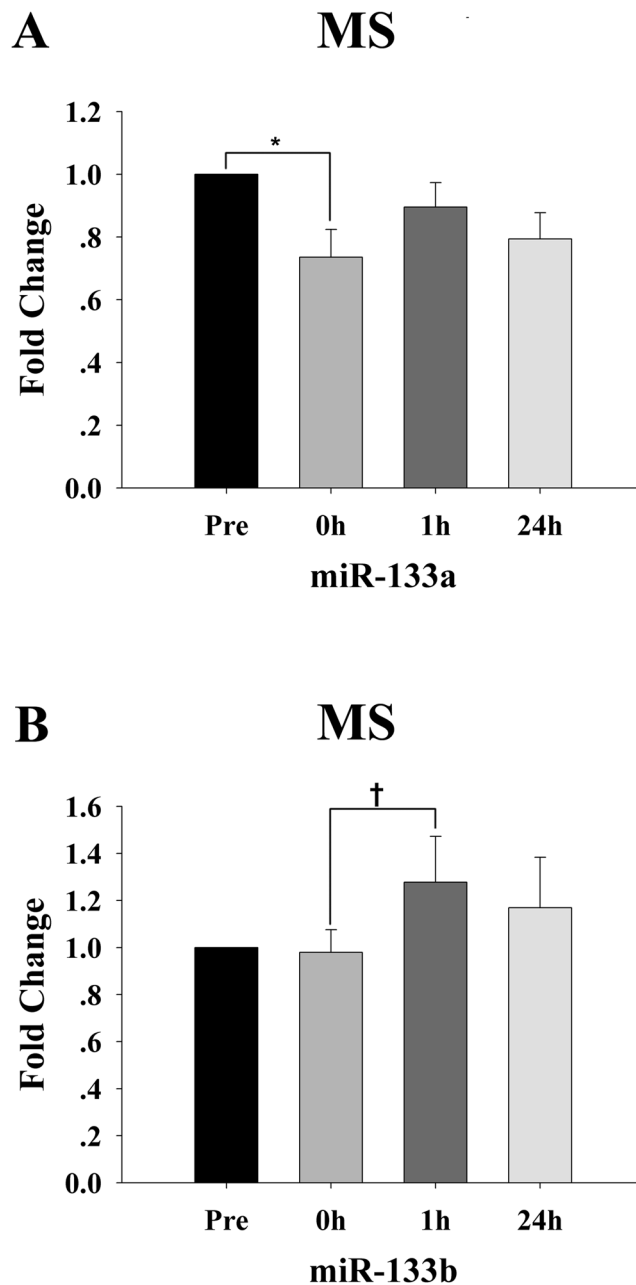 A
MS
1.2
*
1.0
.8
.6
.4
.2
0.0
Fold Change
Pre 0h 1h 24h
miR-133a
B
MS
†
1.6
1.4
1.2
1.0
.8
.6
.4
.2
0.0
Fold Change
Pre 0h 1h 24h
miR-133b